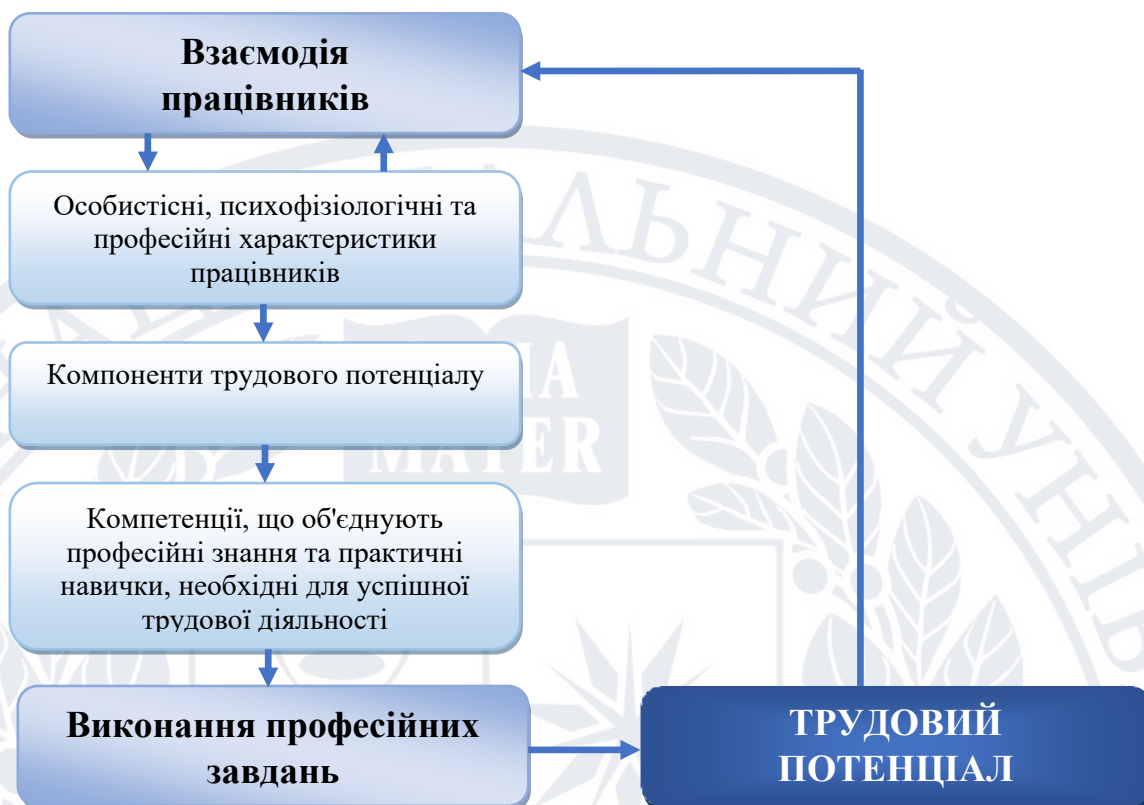 Взаємодія
працівників
Особистісні, психофізіологічні та
професійні характеристики
працівників
Компоненти трудового потенціалу
Компетенції, що об'єднують
професійні знання та практичні
навички, необхідні для успішної
трудової діяльності
Виконання професійних
завдань
ТРУДОВИЙ
ПОТЕНЦІАЛ
MATER